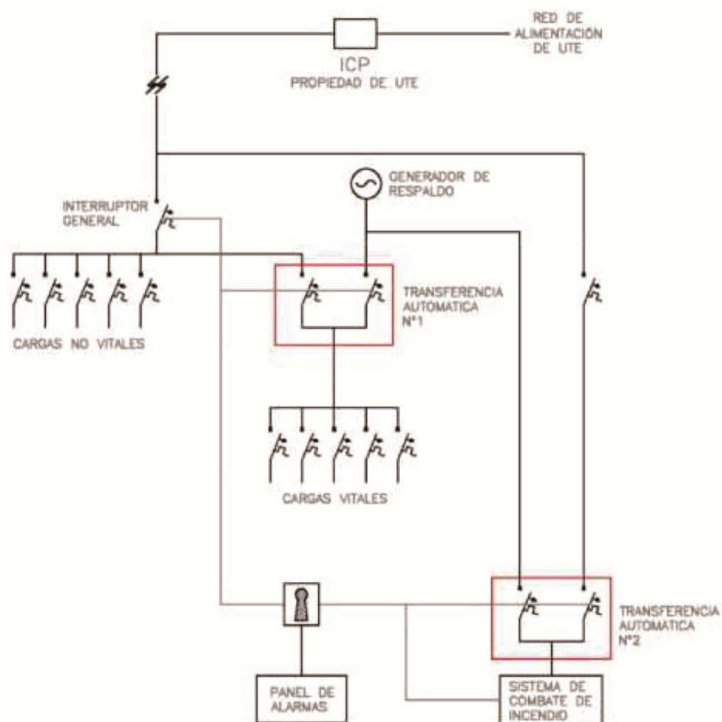 RED DE
ALIMENTACIÓN
DE UTE
ICP
PROPIEDAD DE UTE
GENERADOR DE
RESPALDO
INTERRUPTOR
GENERAL
TRANSFERENCIA
AUTOMATICA
N°1
CARGAS NO VITALES
CARGAS VITALES
TRANSFERENCIA
AUTOMATICA
N°2
PANEL DE
ALARMAS
SISTEMA DE
COMBATE DE
INCENDIO